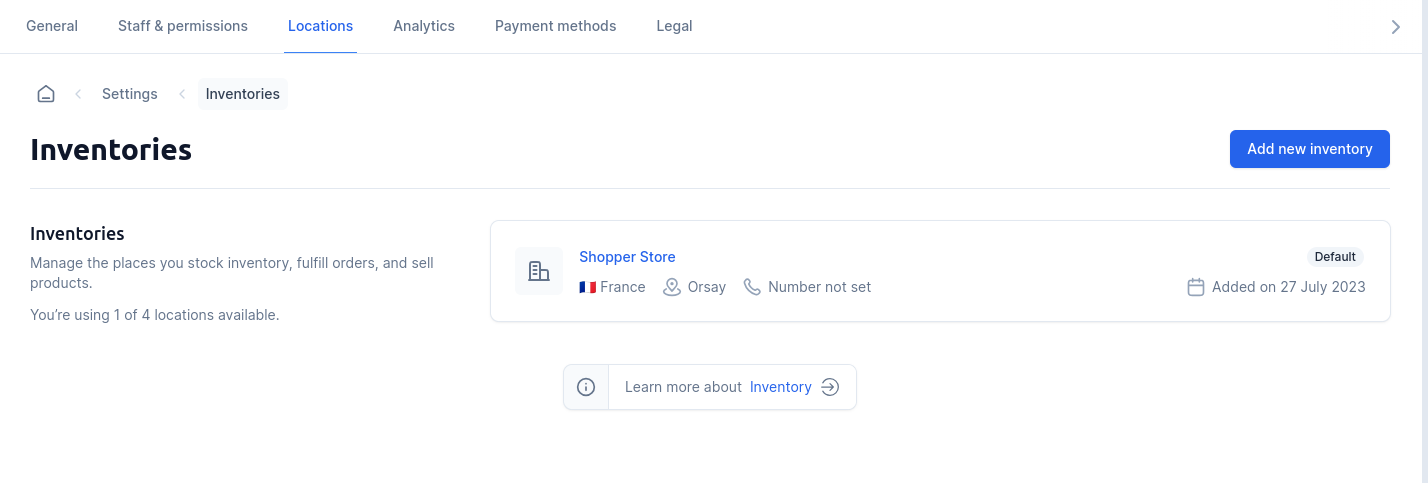 General Staff & permissions Locations Analytics Payment methods Legal
Settings Inventories
Inventories
Add new inventory
Inventories
Manage the places you stock inventory, fulfill orders, and sell
products.
You’re using 1 of 4 locations available.
Shopper Store
Default
🇫🇷 France Orsay Number not set
Added on 27 July 2023
Learn more about Inventory